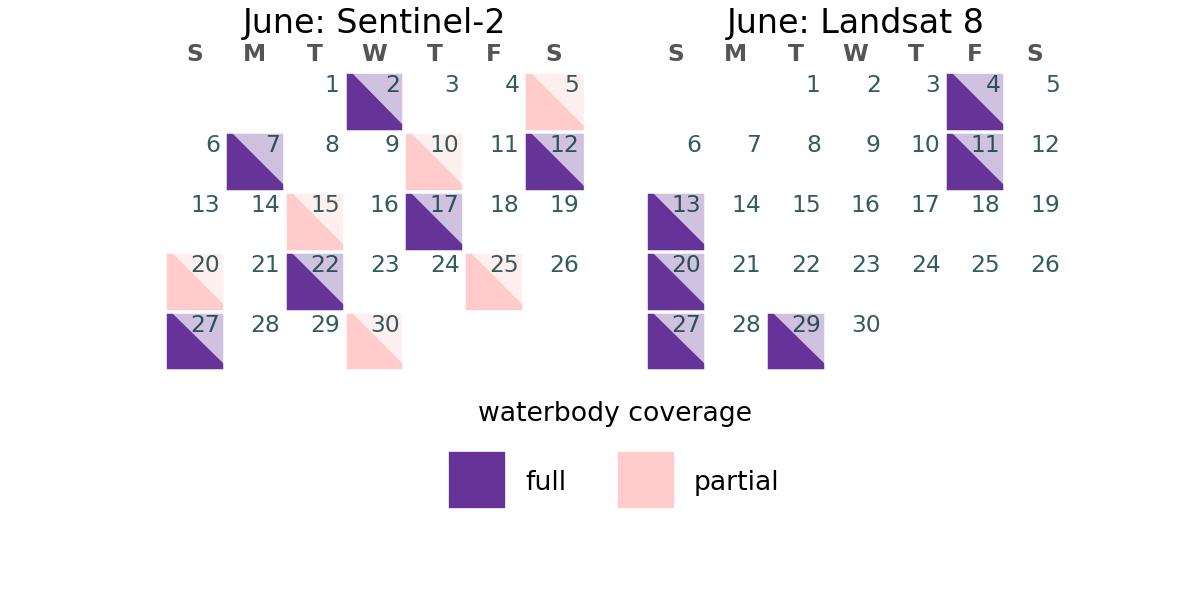 June: Sentinel-2
S M T W T F S
1 2 3 4 5
6 7 8 9 10 11 12
13 14 15 16 17 18 19
20 21 22 23 24 25 26
27 28 29 30
June: Landsat 8
S M T W T F S
1 2 3 4 5
6 7 8 9 10 11 12
13 14 15 16 17 18 19
20 21 22 23 24 25 26
27 28 29 30
waterbody coverage
full partial